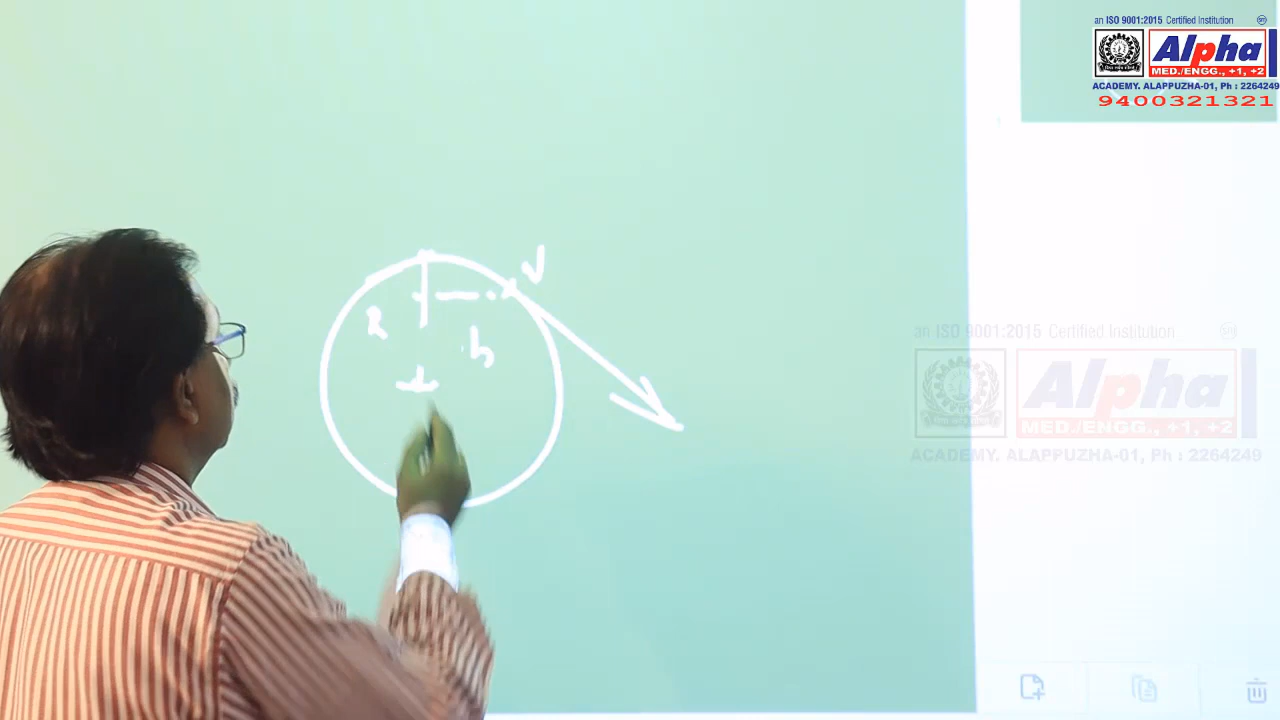 an ISO 9001:2015 Certified Institution
Alpha
MED./ENGG., +1, +2
ACADEMY. ALAPPUZHA-01, Ph : 2264249
9400321321
V
R
h
an ISO 9001:2015 Certified Institution
Alpha
MED./ENGG., +1, +2
ACADEMY. ALAPPUZHA-01, Ph : 2264249